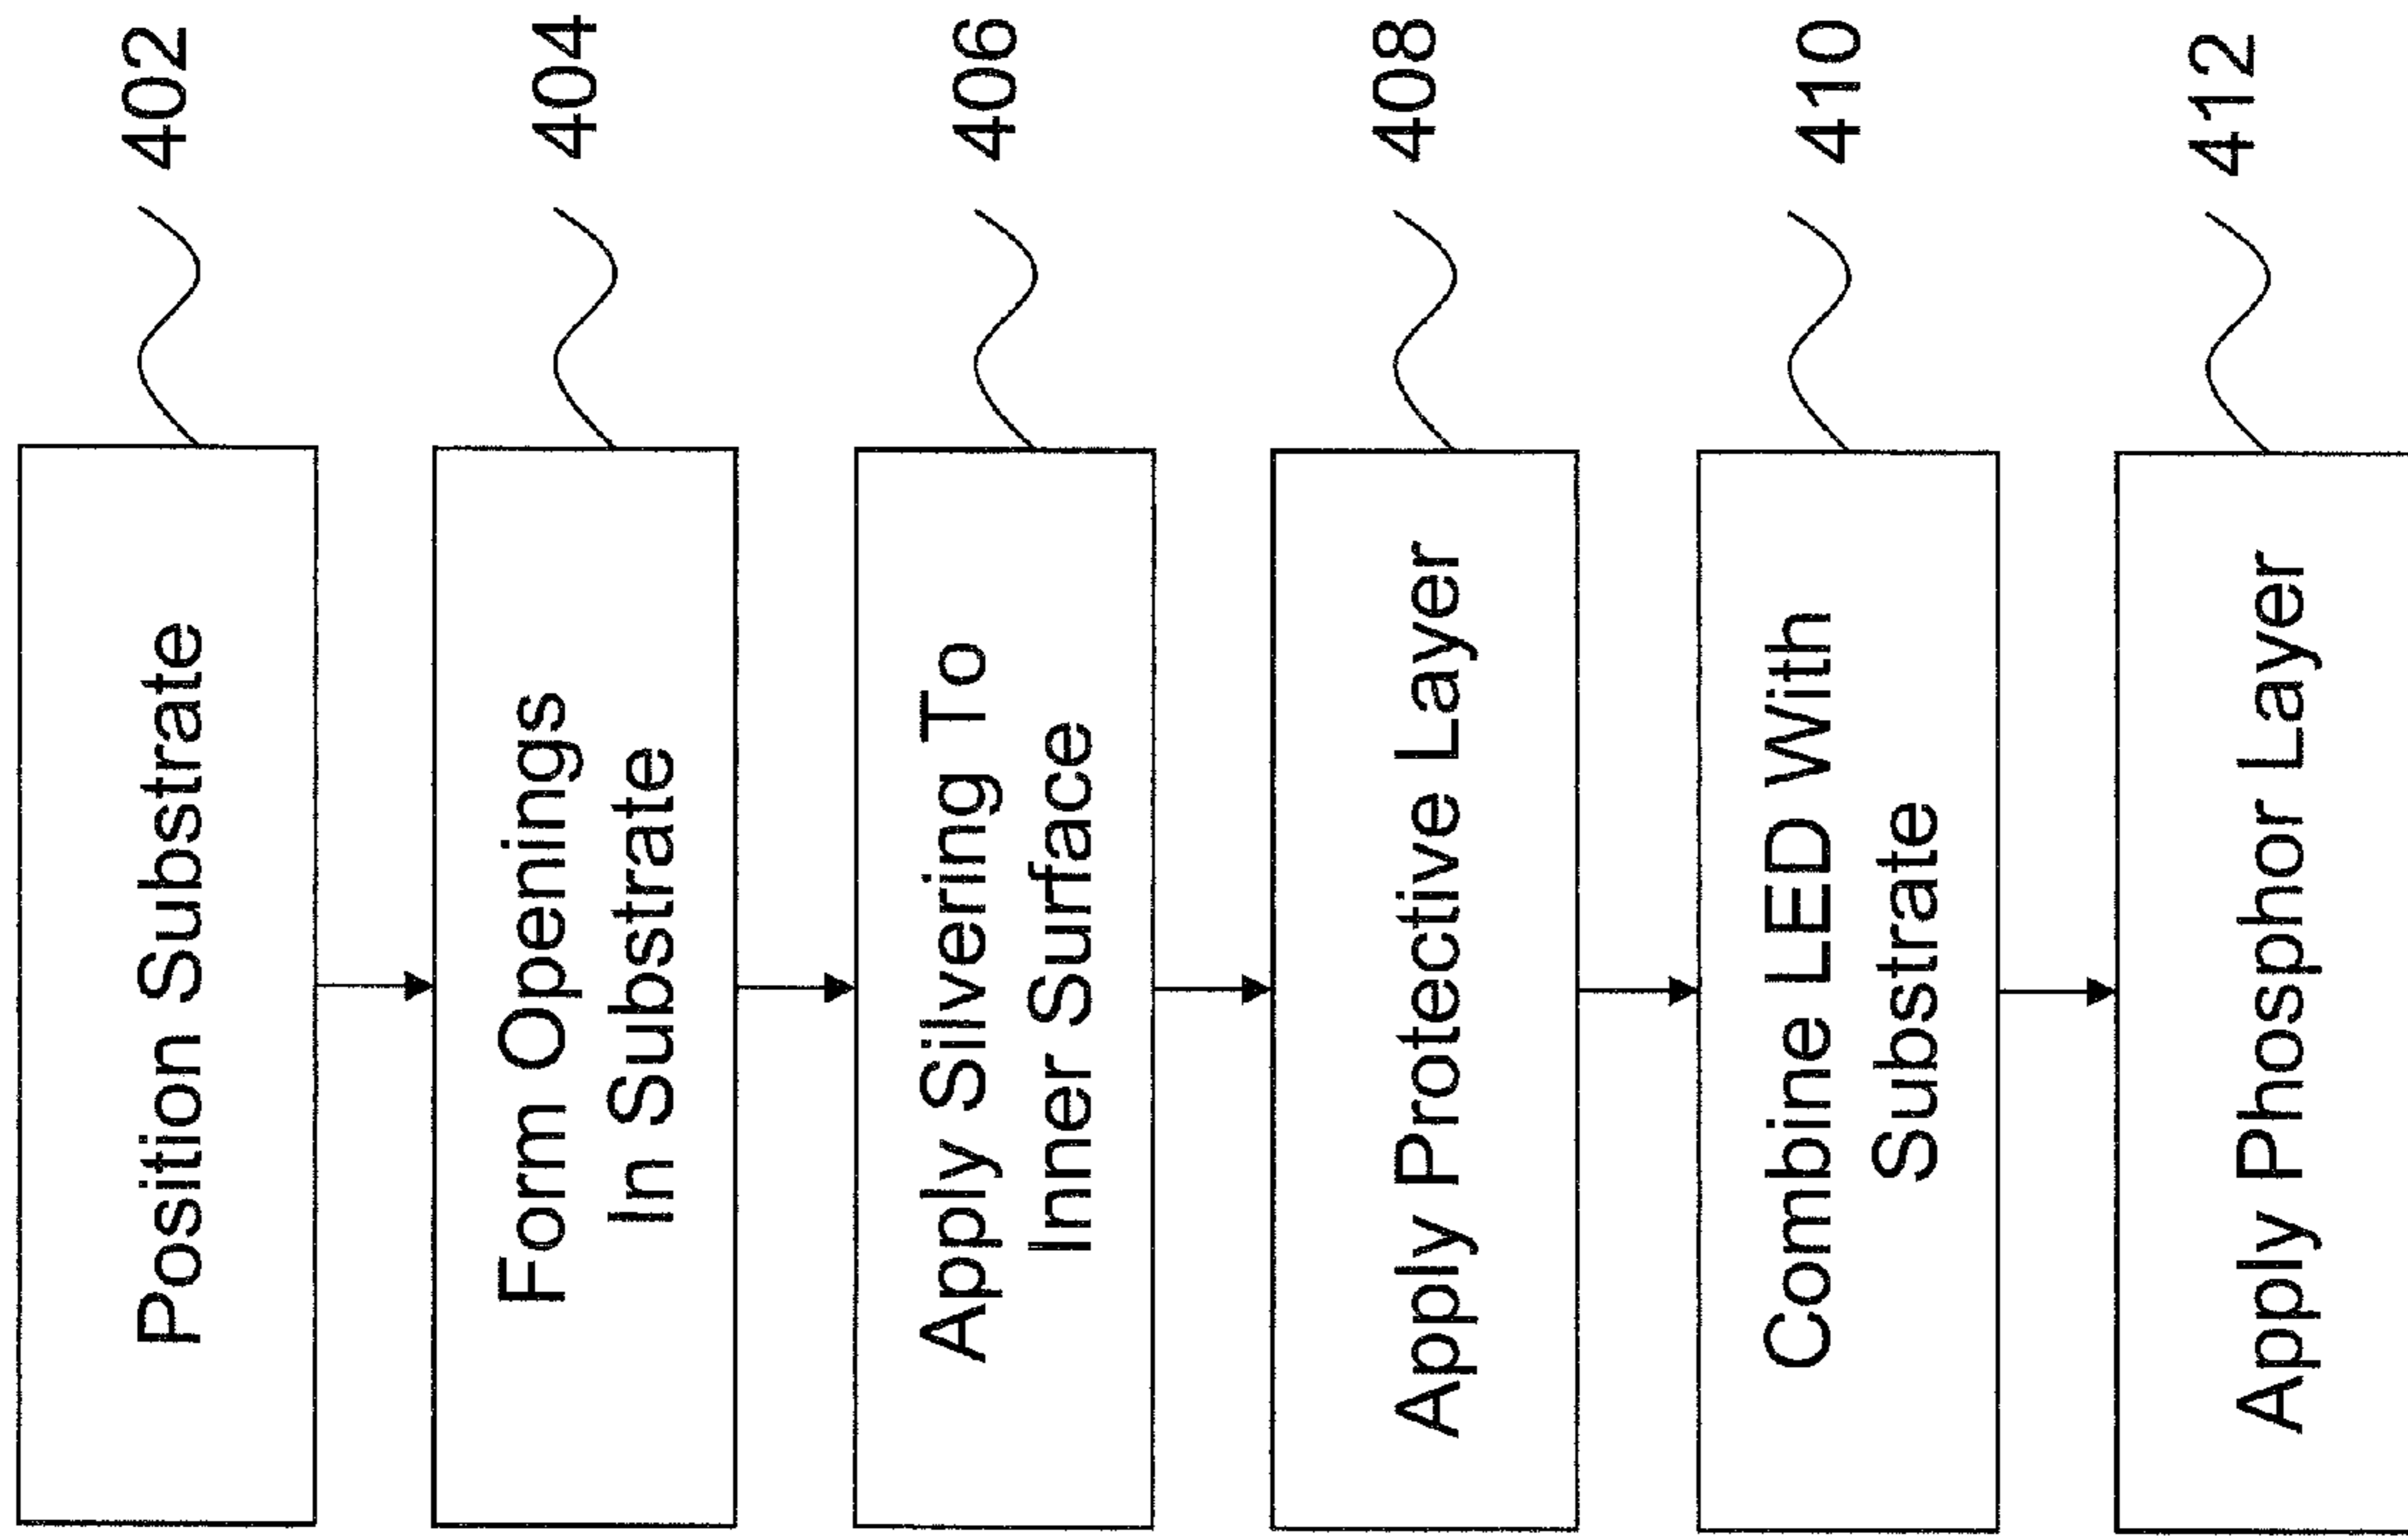 Position Substrate
402
Form Openings
In Substrate
404
Apply Silvering To
Inner Surface
406
Apply Protective Layer
408
Combine LED With
Substrate
410
Apply Phosphor Layer
412